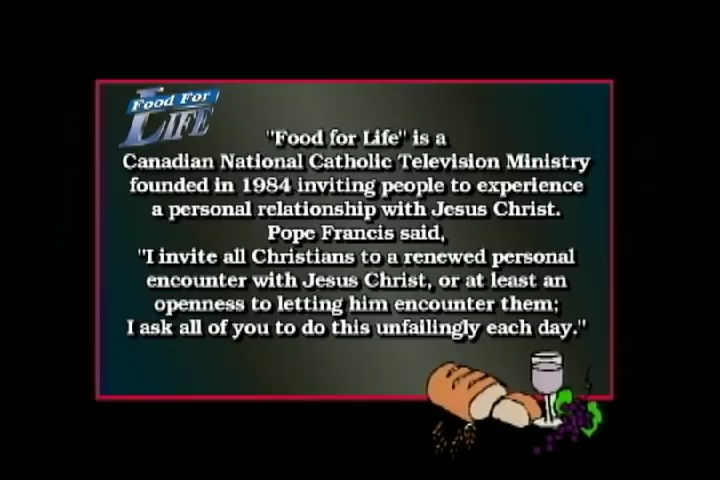 Food For
LIFE
"Food for Life" is a
Canadian National Catholic Television Ministry
founded in 1984 inviting people to experience
a personal relationship with Jesus Christ.
Pope Francis said,
"I invite all Christians to a renewed personal
encounter with Jesus Christ, or at least an
openness to letting him encounter them;
I ask all of you to do this unfailingly each day."